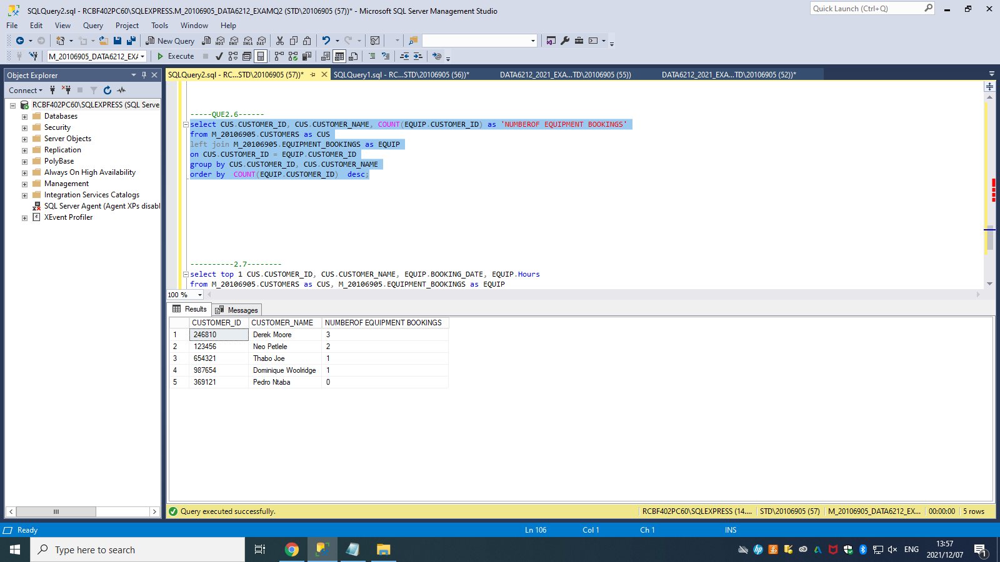 SQLQuery2.sql - RCBF402PC60\SQLEXPRESS.M_20106905_DATA6212_EXAMQ2 (STD\20106905 (57))* - Microsoft SQL Server Management Studio
Quick Launch (Ctrl+Q)
File Edit View Query Project Tools Window Help
New Query
MDX DMX XMLA DAX
M_20106905_DATA6212_EXA
Execute
Object Explorer
SQLQuery2.sql - RC...STD\20106905 (57))*
SQLQuery1.sql - RC...STD\20106905 (56))*
DATA6212_2021_EXA...TD\20106905 (55))
DATA6212_2021_EXA...TD\20106905 (52))*
Connect
RCBF402PC60\SQLEXPRESS (SQL Serve
Databases
Security
Server Objects
Replication
PolyBase
Always On High Availability
Management
Integration Services Catalogs
SQL Server Agent (Agent XPs disabl
XEvent Profiler
-----QUE2.6------
select CUS.CUSTOMER_ID, CUS.CUSTOMER_NAME, COUNT(EQUIP.CUSTOMER_ID) as 'NUMBEROF EQUIPMENT BOOKINGS'
from M_20106905.CUSTOMERS as CUS
left join M_20106905.EQUIPMENT_BOOKINGS as EQUIP
on CUS.CUSTOMER_ID = EQUIP.CUSTOMER_ID
group by CUS.CUSTOMER_ID, CUS.CUSTOMER_NAME
order by  COUNT(EQUIP.CUSTOMER_ID)  desc;
----------2.7--------
select top 1 CUS.CUSTOMER_ID, CUS.CUSTOMER_NAME, EQUIP.BOOKING_DATE, EQUIP.Hours
from M_20106905.CUSTOMERS as CUS, M_20106905.EQUIPMENT_BOOKINGS as EQUIP
100 %
Results Messages
CUSTOMER_ID CUSTOMER_NAME NUMBEROF EQUIPMENT BOOKINGS
1 246810 Derek Moore 3
2 123456 Neo Petlele 2
3 654321 Thabo Joe 1
4 987654 Dominique Woolridge 1
5 369121 Pedro Ntaba 0
Query executed successfully.
RCBF402PC60\SQLEXPRESS (14.... STD\20106905 (57) M_20106905_DATA6212_EX... 00:00:00 5 rows
Ready
Ln 106 Col 1 Ch 1 INS
Type here to search
ENG
13:57
2021/12/07
1